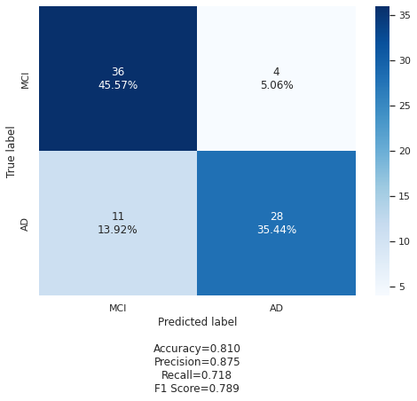 36
45.57%
4
5.06%
11
13.92%
28
35.44%
MCI
AD
True label
MCI
AD
Predicted label
35
30
25
20
15
10
5
Accuracy=0.810
Precision=0.875
Recall=0.718
F1 Score=0.789